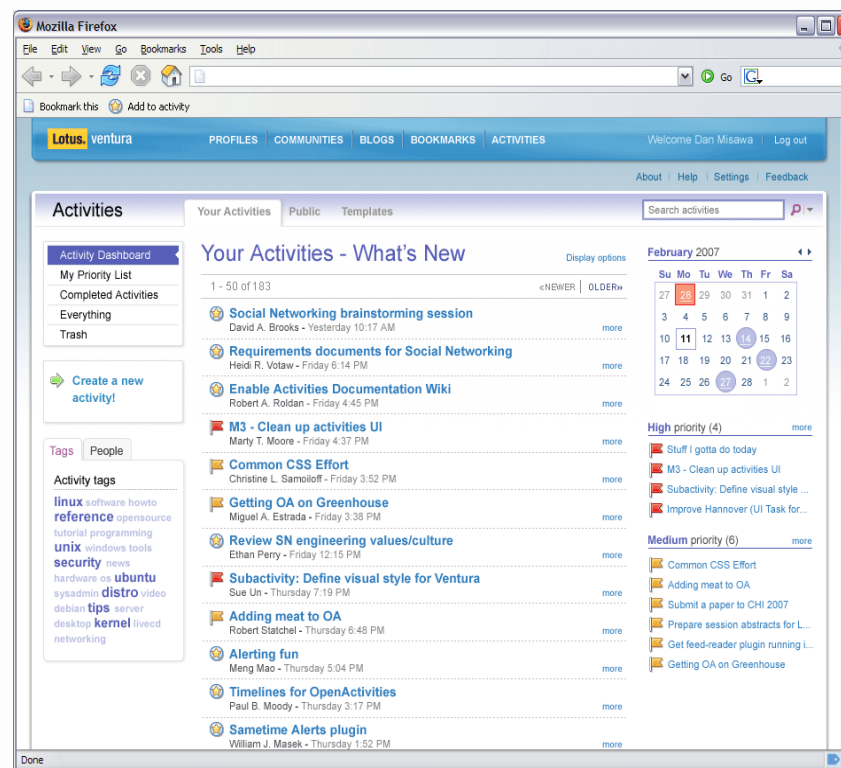 Mozilla Firefox
File Edit View Go Bookmarks Tools Help
Go
Bookmark this Add to activity
Lotus. ventura PROFILES COMMUNITIES BLOGS BOOKMARKS ACTIVITIES Welcome Dan Misawa Log out
About Help Settings Feedback
Activities Your Activities Public Templates Search activities
Activity Dashboard
My Priority List
Completed Activities
Everything
Trash
Create a new
activity!
Tags People
Activity tags
linux software howto
reference opensource
tutorial programming
unix windows tools
security news
hardware os ubuntu
sysadmin distro video
debian tips server
desktop kernel livecd
networking
Your Activities - What's New Display options
1 - 50 of 183 «NEWER OLDER»
Social Networking brainstorming session
David A. Brooks - Yesterday 10:17 AM more
Requirements documents for Social Networking
Heidi R. Votaw - Friday 6:14 PM more
Enable Activities Documentation Wiki
Robert A. Roldan - Friday 4:45 PM more
M3 - Clean up activities UI
Marty T. Moore - Friday 4:37 PM more
Common CSS Effort
Christine L. Samoiloff - Friday 3:52 PM more
Getting OA on Greenhouse
Miguel A. Estrada - Friday 3:38 PM more
Review SN engineering values/culture
Ethan Perry - Friday 12:15 PM more
Subactivity: Define visual style for Ventura
Sue Un - Thursday 7:19 PM more
Adding meat to OA
Robert Statchel - Thursday 6:48 PM more
Alerting fun
Meng Mao - Thursday 5:04 PM more
Timelines for OpenActivities
Paul B. Moody - Thursday 3:17 PM more
Sametime Alerts plugin
William J. Masek - Thursday 1:52 PM more
February 2007
Su Mo Tu We Th Fr Sa
27 28 29 30 31 1 2
3 4 5 6 7 8 9
10 11 12 13 14 15 16
17 18 19 20 21 22 23
24 25 26 27 28 1 2
High priority (4) more
Stuff I gotta do today
M3 - Clean up activities UI
Subactivity: Define visual style ...
Improve Hannover (UI Task for...
Medium priority (6) more
Common CSS Effort
Adding meat to OA
Submit a paper to CHI 2007
Prepare session abstracts for L...
Get feed-reader plugin running i...
Getting OA on Greenhouse
Done